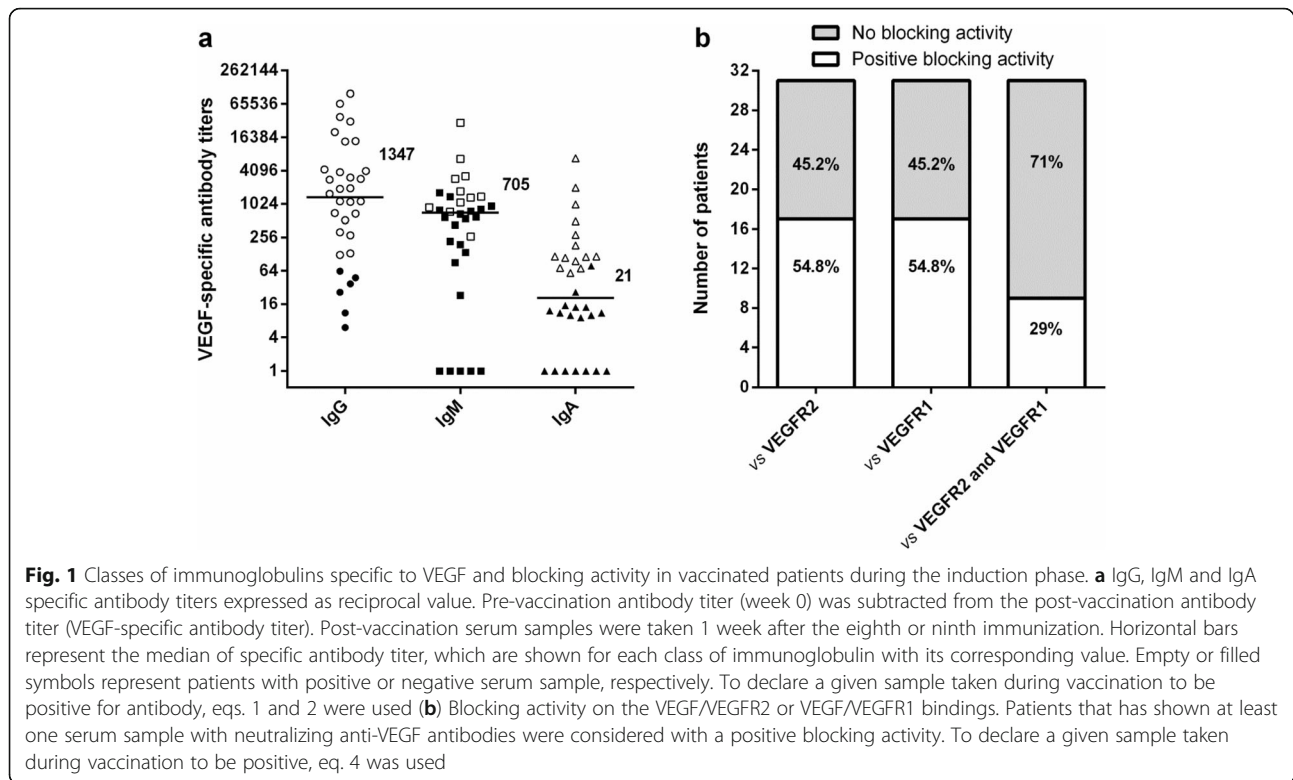 a
VEGF-specific antibody titers
262144
65536
16384
4096
1024
256
64
16
4
1
1347
705
21
IgG
IgM
IgA
b
No blocking activity
Positive blocking activity
Number of patients
32
28
24
20
16
12
8
4
0
45.2%
45.2%
71%
54.8%
54.8%
29%
vs VEGFR2
vs VEGFR1
vs VEGFR2 and VEGFR1
Fig. 1 Classes of immunoglobulins specific to VEGF and blocking activity in vaccinated patients during the induction phase. a IgG, IgM and IgA
specific antibody titers expressed as reciprocal value. Pre-vaccination antibody titer (week 0) was subtracted from the post-vaccination antibody
titer (VEGF-specific antibody titer). Post-vaccination serum samples were taken 1 week after the eighth or ninth immunization. Horizontal bars
represent the median of specific antibody titer, which are shown for each class of immunoglobulin with its corresponding value. Empty or filled
symbols represent patients with positive or negative serum sample, respectively. To declare a given sample taken during vaccination to be
positive for antibody, eqs. 1 and 2 were used (b) Blocking activity on the VEGF/VEGFR2 or VEGF/VEGFR1 bindings. Patients that has shown at least
one serum sample with neutralizing anti-VEGF antibodies were considered with a positive blocking activity. To declare a given sample taken
during vaccination to be positive, eq. 4 was used